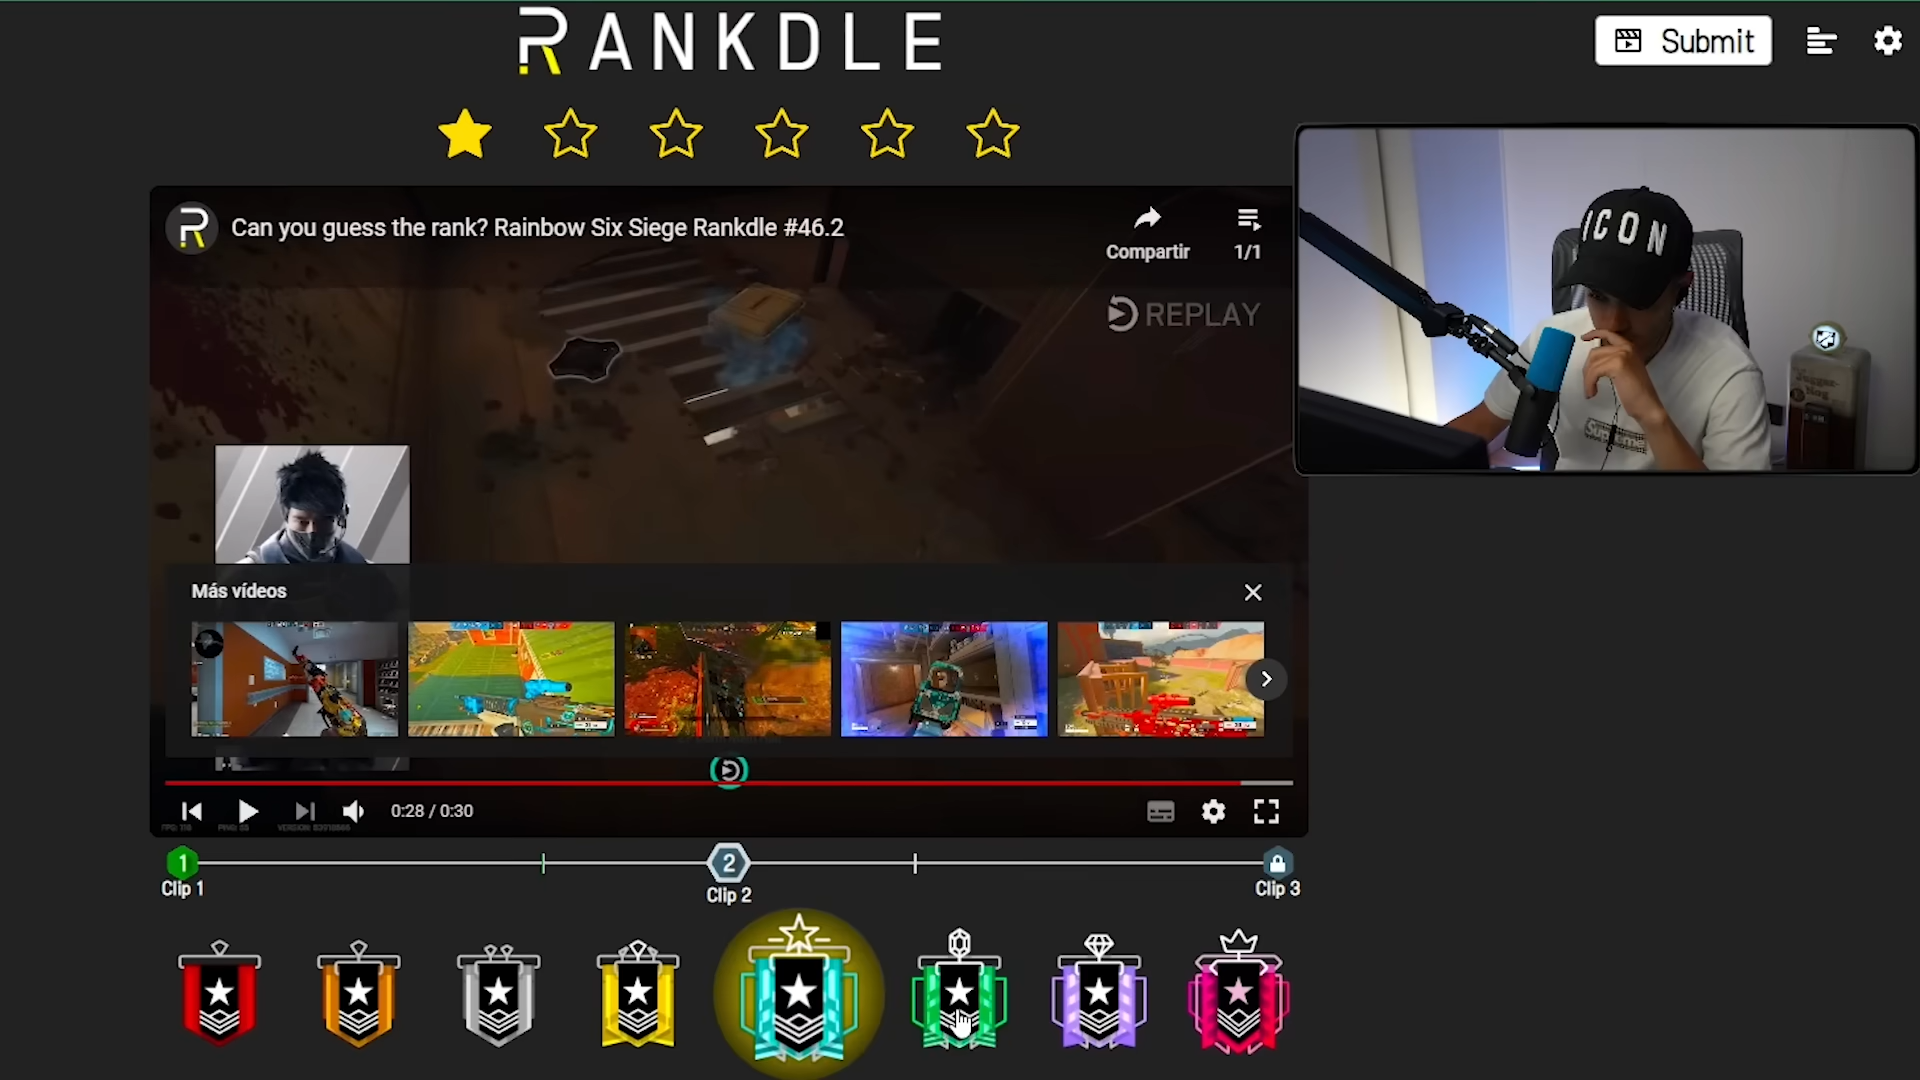 RANKDLE
Submit
Can you guess the rank? Rainbow Six Siege Rankdle #46.2
Compartir
1/1
REPLAY
ICON
Supreme
Más vídeos
0:28 / 0:30
1
2
Clip 1
Clip 2
Clip 3